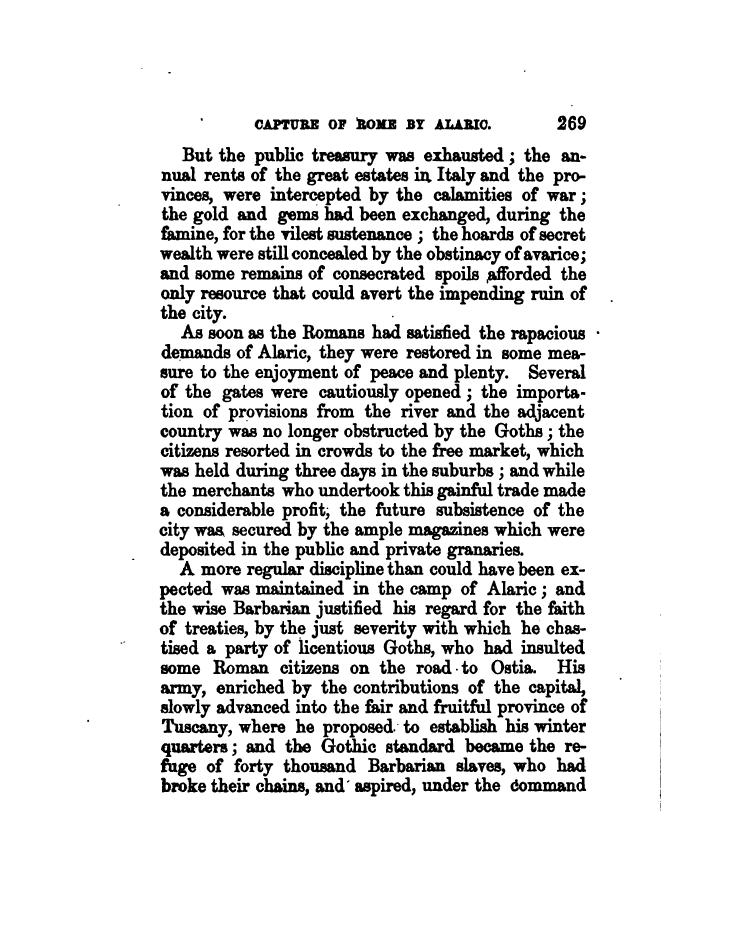 CAPTURE OF ROME BY ALARIC. 269
But the public treasury was exhausted ; the an-
nual rents of the great estates in Italy and the pro-
vinces, were intercepted by the calamities of war ;
the gold and gems had been exchanged, during the
famine, for the vilest sustenance ; the hoards of secret
wealth were still concealed by the obstinacy of avarice;
and some remains of consecrated spoils afforded the
only resource that could avert the impending ruin of
the city.
As soon as the Romans had satisfied the rapacious
demands of Alaric, they were restored in some mea-
sure to the enjoyment of peace and plenty. Several
of the gates were cautiously opened ; the importa-
tion of provisions from the river and the adjacent
country was no longer obstructed by the Goths ; the
citizens resorted in crowds to the free market, which
was held during three days in the suburbs ; and while
the merchants who undertook this gainful trade made
a considerable profit, the future subsistence of the
city was secured by the ample magazines which were
deposited in the public and private granaries.
A more regular discipline than could have been ex-
pected was maintained in the camp of Alaric ; and
the wise Barbarian justified his regard for the faith
of treaties, by the just severity with which he chas-
tised a party of licentious Goths, who had insulted
some Roman citizens on the road to Ostia. His
army, enriched by the contributions of the capital,
slowly advanced into the fair and fruitful province of
Tuscany, where he proposed to establish his winter
quarters ; and the Gothic standard became the re-
fuge of forty thousand Barbarian slaves, who had
broke their chains, and aspired, under the command